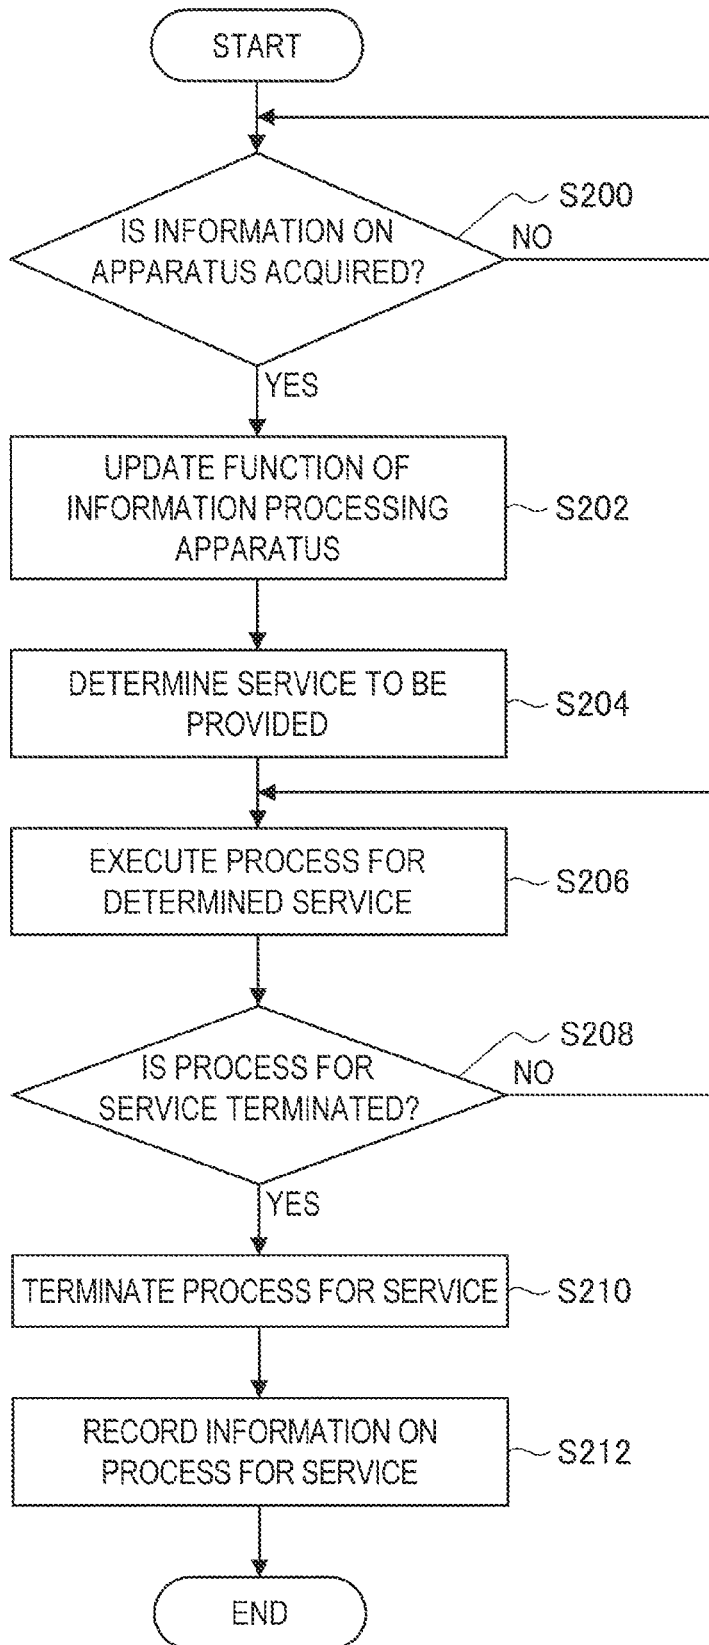 START
S200
IS INFORMATION ON
APPARATUS ACQUIRED?
NO
YES
UPDATE FUNCTION OF
INFORMATION PROCESSING
APPARATUS
S202
DETERMINE SERVICE TO BE
PROVIDED
S204
EXECUTE PROCESS FOR
DETERMINED SERVICE
S206
S208
IS PROCESS FOR
SERVICE TERMINATED?
NO
YES
TERMINATE PROCESS FOR SERVICE
S210
RECORD INFORMATION ON
PROCESS FOR SERVICE
S212
END